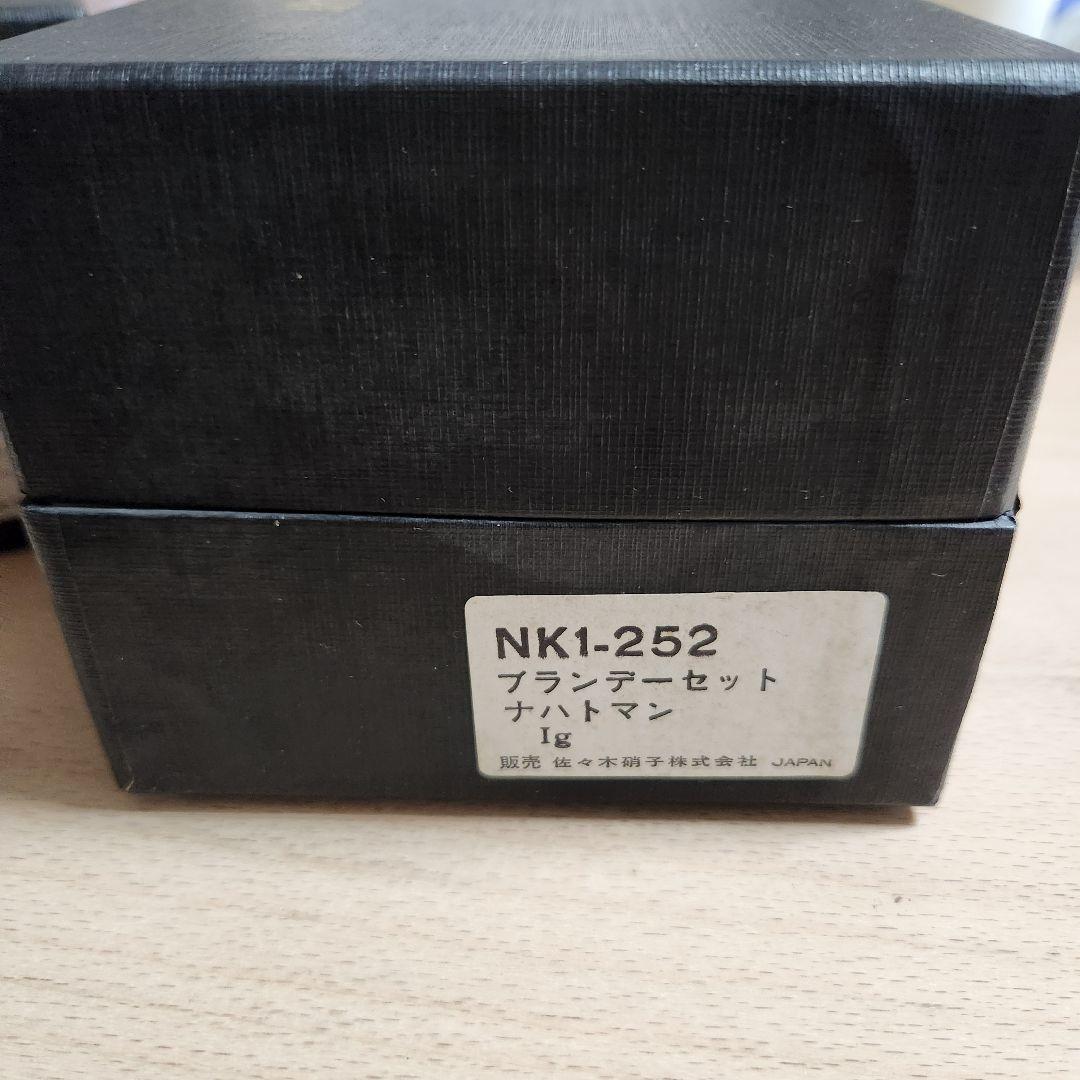 NK1-252
ブランデーセット
ナハトマン
Ig
販売 佐々木硝子株式会社 JAPAN